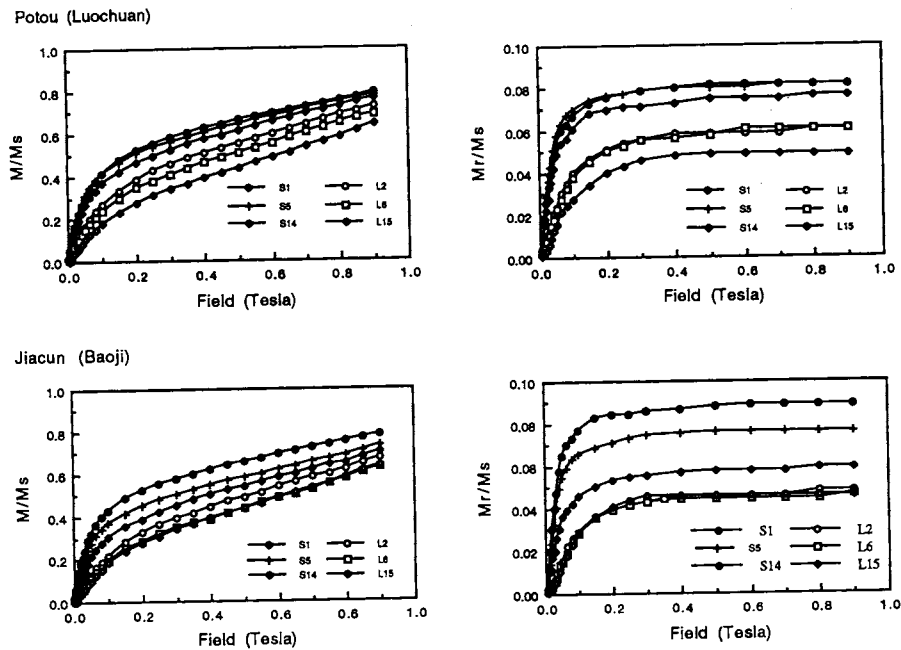 Potou (Luochuan)
1.0
0.8
0.6
0.4
0.2
0.0
M/Ms
S1 L2
S5 L6
S14 L15
0.0 0.2 0.4 0.6 0.8 1.0
Field (Tesla)
0.10
0.08
0.06
0.04
0.02
0.00
Mr/Ms
S1 L2
S5 L6
S14 L15
0.0 0.2 0.4 0.6 0.8 1.0
Field (Tesla)
Jiacun (Baoji)
1.0
0.8
0.6
0.4
0.2
0.0
M/Ms
S1 L2
S5 L6
S14 L15
0.0 0.2 0.4 0.6 0.8 1.0
Field (Tesla)
0.10
0.08
0.08
0.04
0.02
0.00
Mr/Ms
S1 L2
S5 L6
S14 L15
0.0 0.2 0.4 0.6 0.8 1.0
Field (Tesla)